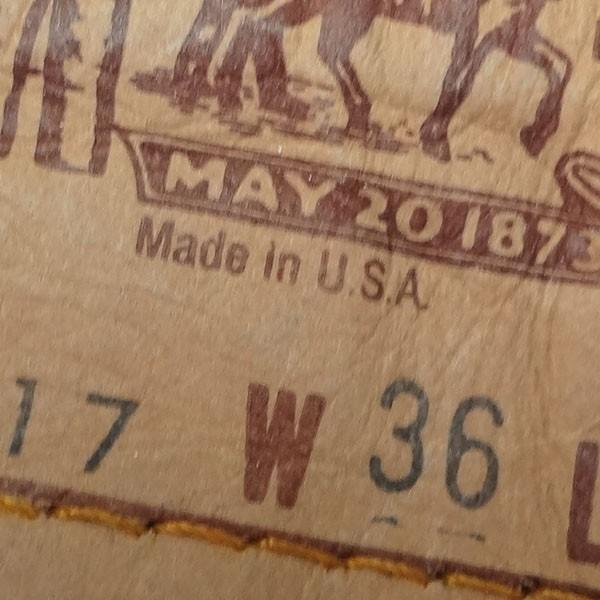 MAY 20 1873
Made in U.S.A.
17 W 36 L